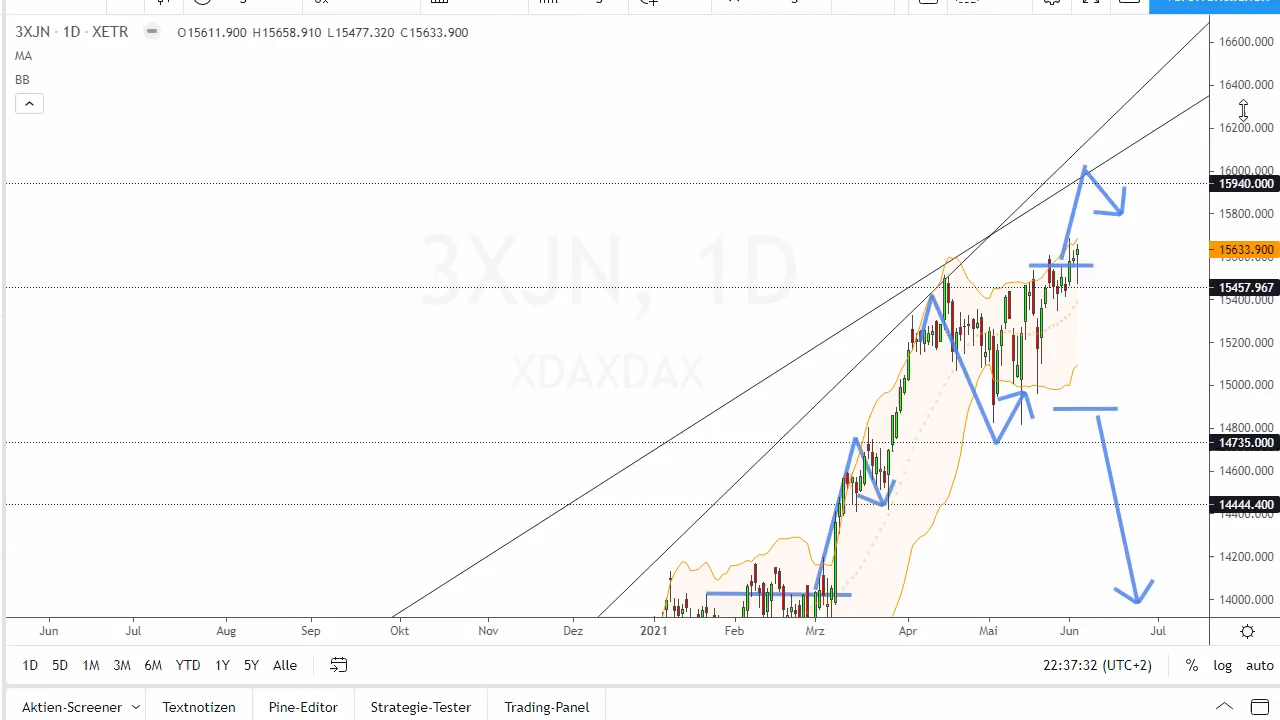 3XJN · 1D · XETR O15611.900 H15658.910 L15477.320 C15633.900
MA
BB
3XJN, 1D
XDAXDAX
16600.000
16400.000
16200.000
16000.000
15940.000
15800.000
15633.900
15457.967
15400.000
15200.000
15000.000
14800.000
14735.000
14600.000
14444.400
14200.000
14000.000
Jun Jul Aug Sep Okt Nov Dez 2021 Feb Mrz Apr Mai Jun Jul
1D 5D 1M 3M 6M YTD 1Y 5Y Alle 22:37:32 (UTC+2) % log auto
Aktien-Screener Textnotizen Pine-Editor Strategie-Tester Trading-Panel